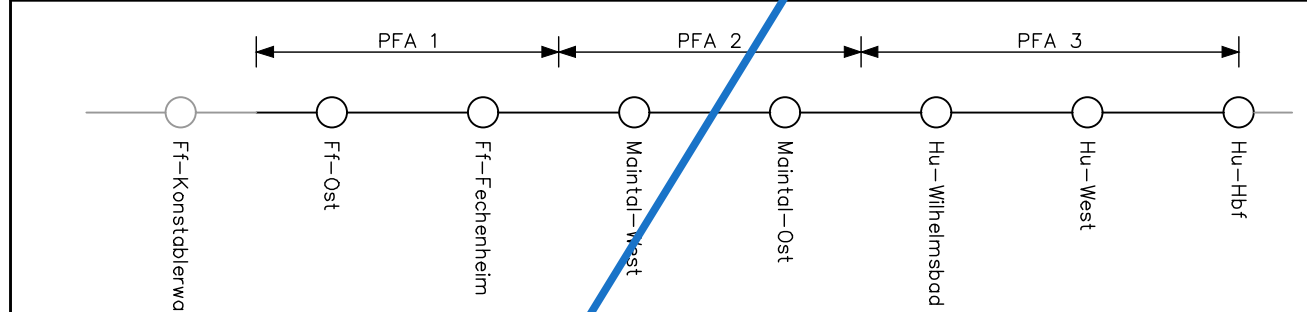 PFA 1
PFA 2
PFA 3
Ff-Konstablerwa
Ff-Ost
Ff-Fechenheim
Maintal-West
Maintal-Ost
Hu-Wilhelmsbad
Hu-West
Hu-Hbf